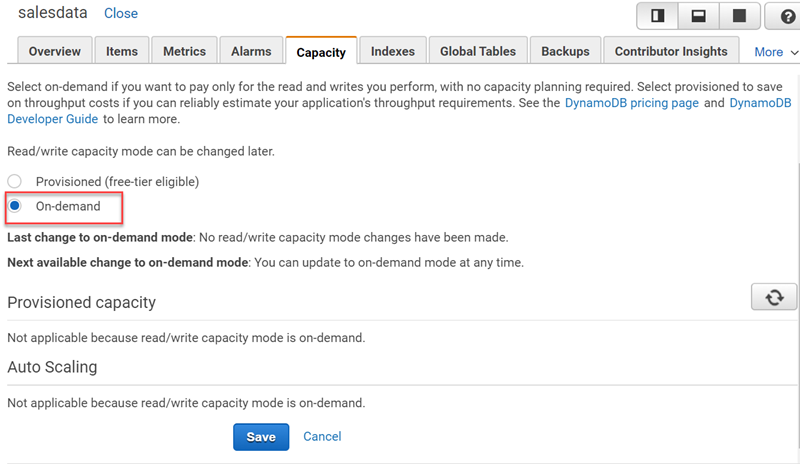 salesdata Close
?
Overview Items Metrics Alarms Capacity Indexes Global Tables Backups Contributor Insights More
Select on-demand if you want to pay only for the read and writes you perform, with no capacity planning required. Select provisioned to save
on throughput costs if you can reliably estimate your application's throughput requirements. See the DynamoDB pricing page and DynamoDB
Developer Guide to learn more.
Read/write capacity mode can be changed later.
Provisioned (free-tier eligible)
On-demand
Last change to on-demand mode: No read/write capacity mode changes have been made.
Next available change to on-demand mode: You can update to on-demand mode at any time.
Provisioned capacity
Not applicable because read/write capacity mode is on-demand.
Auto Scaling
Not applicable because read/write capacity mode is on-demand.
Save Cancel